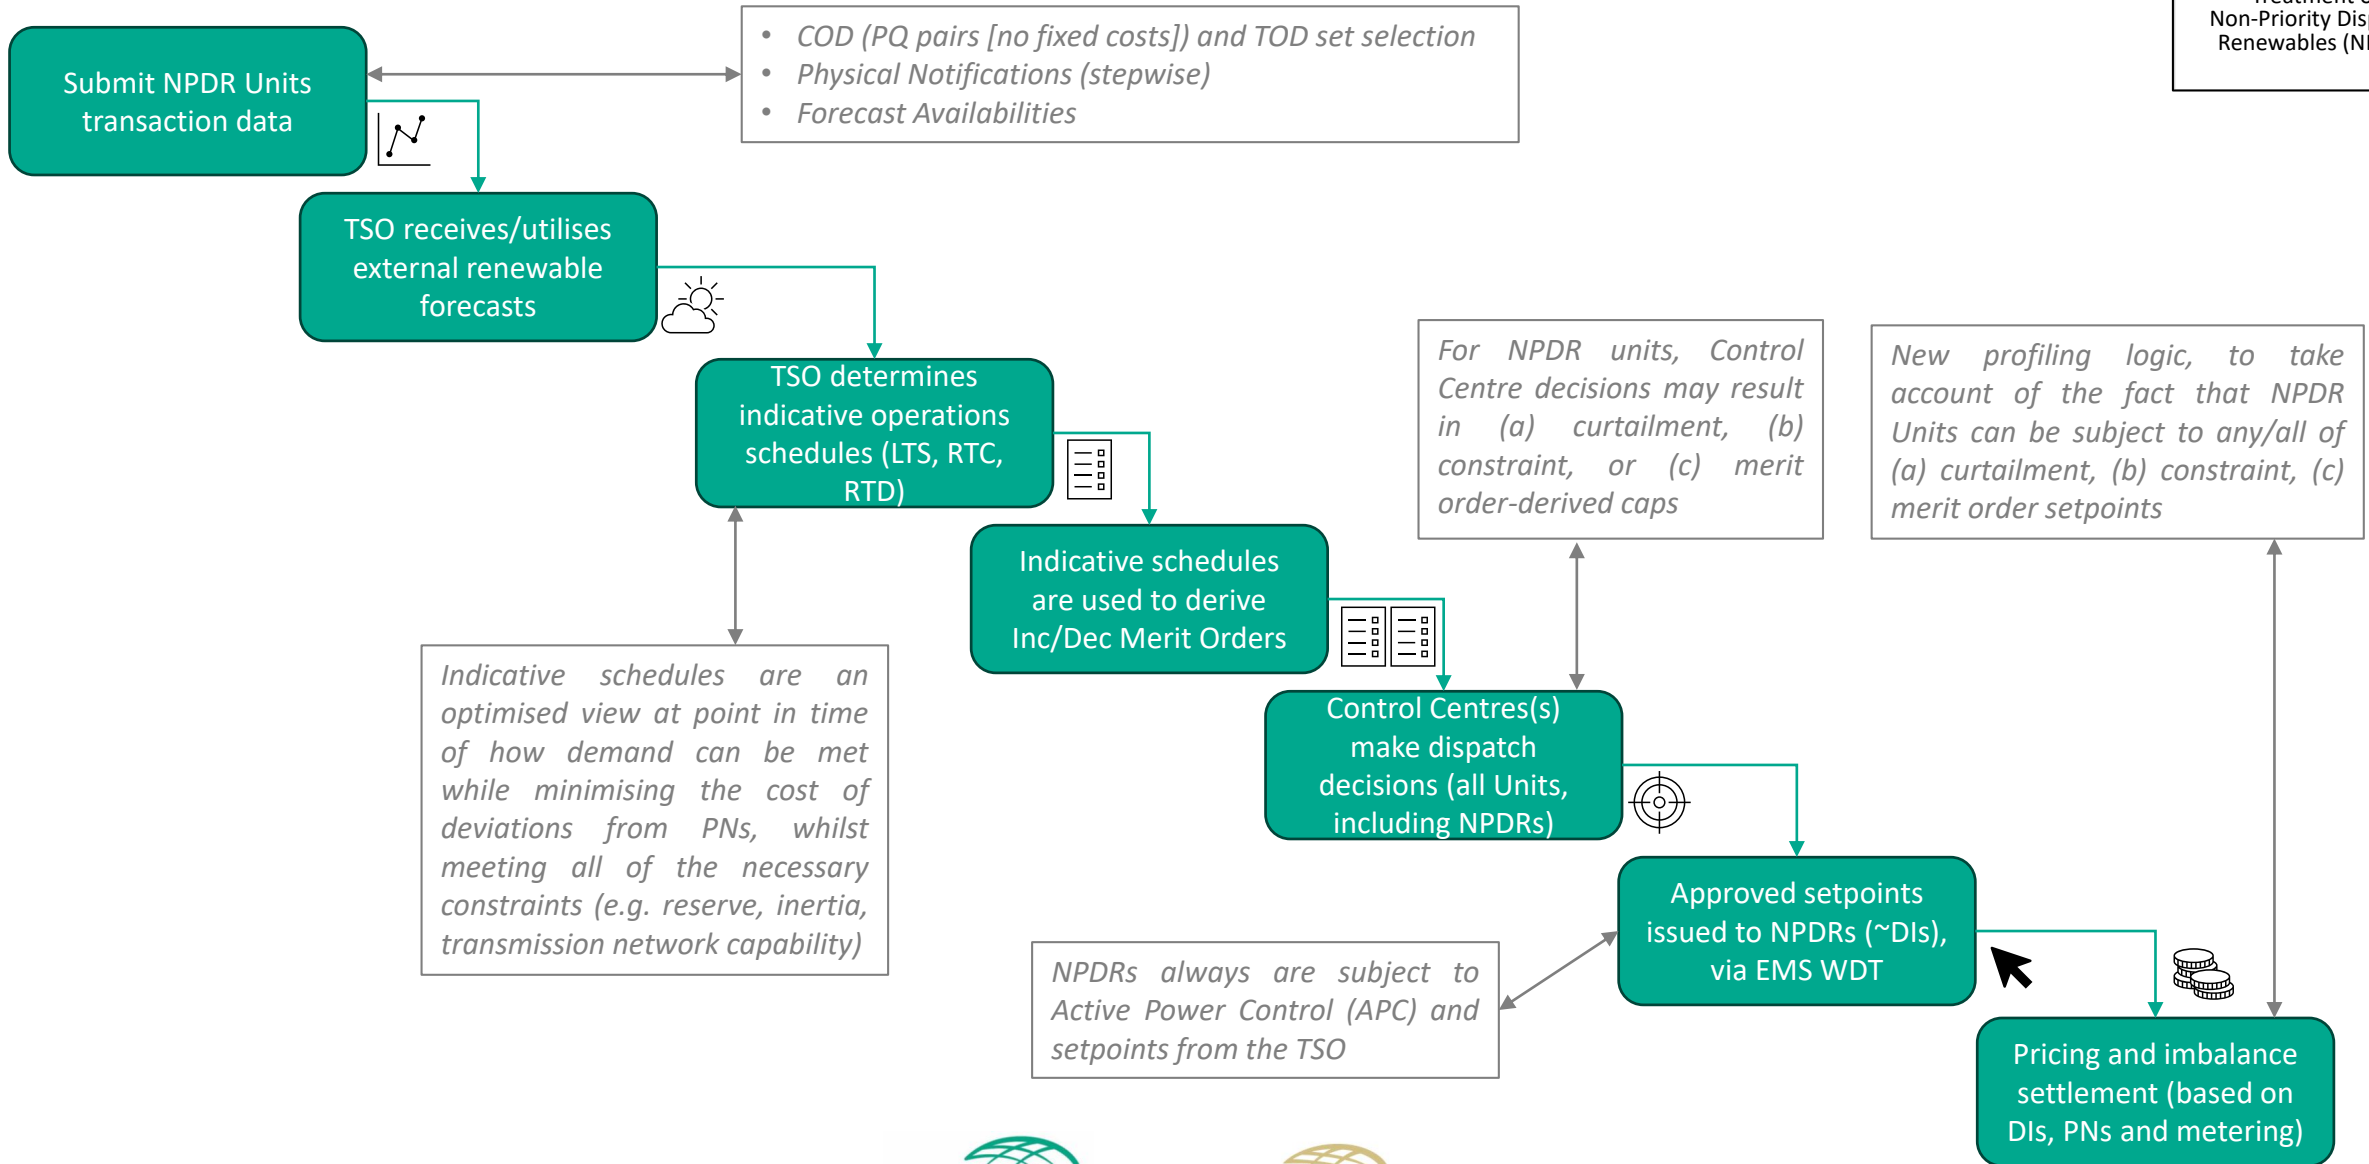 Treatment o
Non-Priority Disp
Renewables (N
Submit NPDR Units
transaction data
• COD (PQ pairs [no fixed costs]) and TOD set selection
• Physical Notifications (stepwise)
• Forecast Availabilities
TSO receives/utilises
external renewable
forecasts
TSO determines
indicative operations
schedules (LTS, RTC,
RTD)
For NPDR units, Control
Centre decisions may result
in (a) curtailment, (b)
constraint, or (c) merit
order-derived caps
New profiling logic, to take
account of the fact that NPDR
Units can be subject to any/all of
(a) curtailment, (b) constraint, (c)
merit order setpoints
Indicative schedules
are used to derive
Inc/Dec Merit Orders
Indicative schedules are an
optimised view at point in time
of how demand can be met
while minimising the cost of
deviations from PNs, whilst
meeting all of the necessary
constraints (e.g. reserve, inertia,
transmission network capability)
Control Centres(s)
make dispatch
decisions (all Units,
including NPDRs)
Approved setpoints
issued to NPDRs (~DIs),
via EMS WDT
NPDRs always are subject to
Active Power Control (APC) and
setpoints from the TSO
Pricing and imbalance
settlement (based on
DIs, PNs and metering)